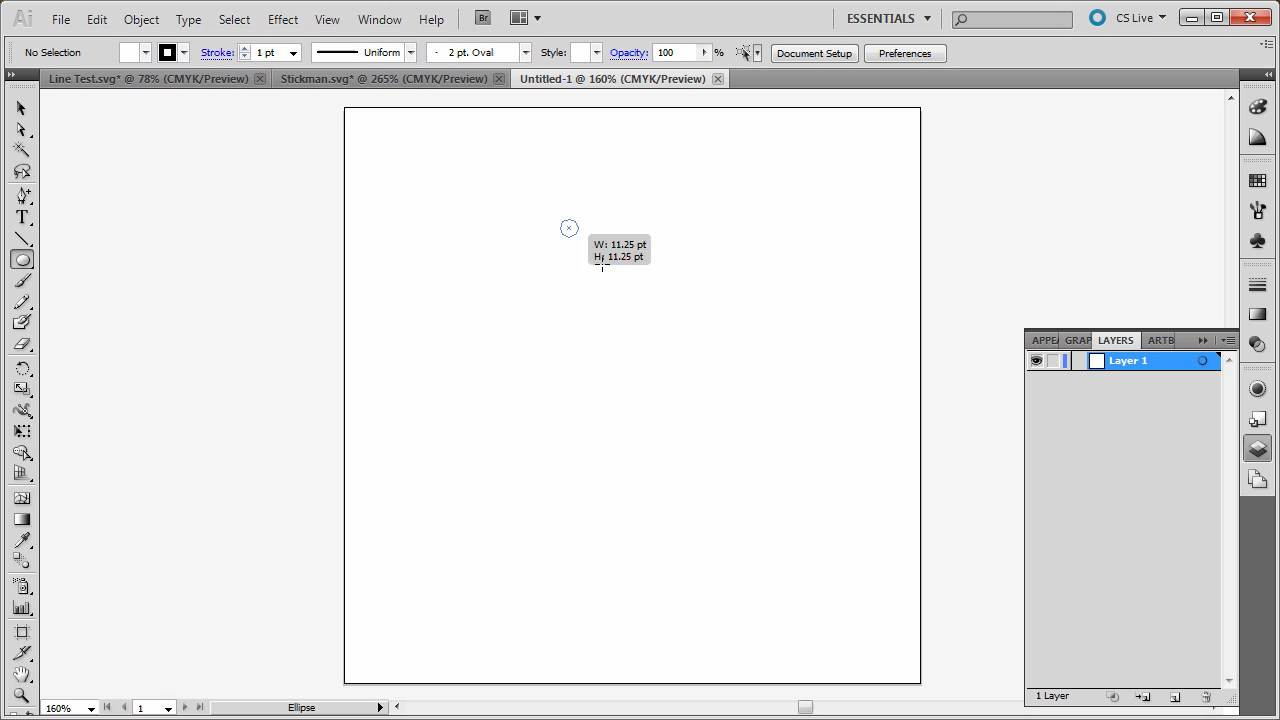 Ai File Edit Object Type Select Effect View Window Help Br ESSENTIALS CS Live
No Selection Stroke: 1 pt Uniform 2 pt. Oval Style: Opacity: 100 % Document Setup Preferences
Line Test.svg* @ 78% (CMYK/Preview) Stickman.svg* @ 265% (CMYK/Preview) Untitled-1 @ 160% (CMYK/Preview)
T
W: 11.25 pt
H: 11.25 pt
APPEA GRAP LAYERS ARTB
Layer 1
1 Layer
160% 1 Ellipse